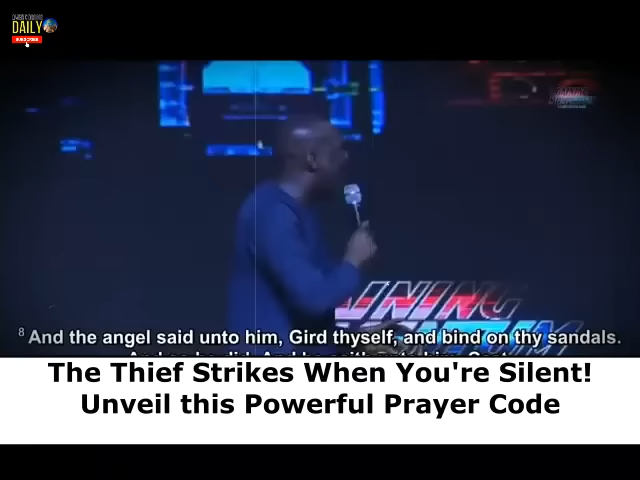 DAILY
SUBSCRIBE
8 And the angel said unto him, Gird thyself, and bind on thy sandals.
The Thief Strikes When You're Silent!
Unveil this Powerful Prayer Code